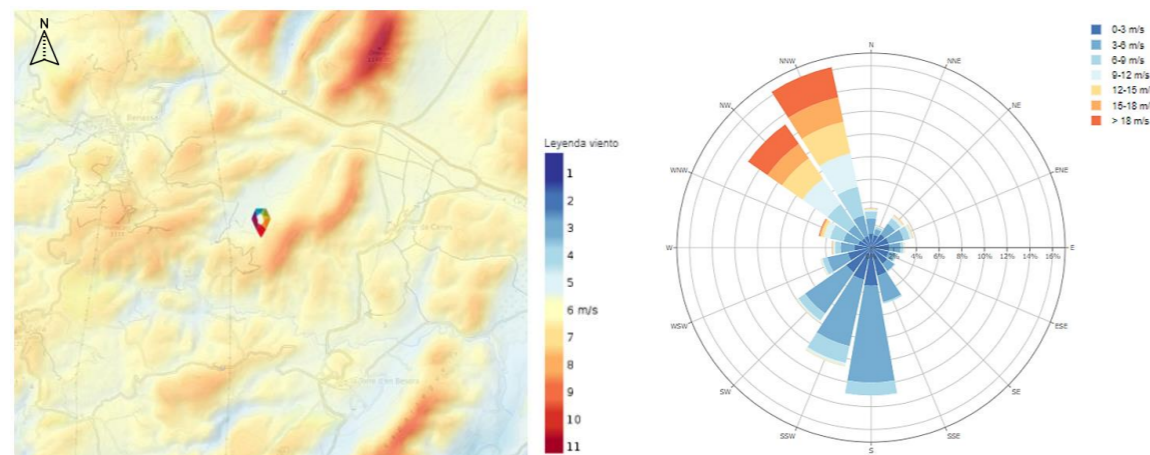 N
Leyenda viento
1
2
3
4
5
6 m/s
7
8
9
10
11
N
NNE
NE
ENE
E
ESE
SE
SSE
S
SSW
SW
WSW
W
WNW
NW
NNW
2%
4%
6%
8%
10%
12%
14%
16%
0-3 m/s
3-6 m/s
6-9 m/s
9-12 m/s
12-15 m/s
15-18 m/s
> 18 m/s